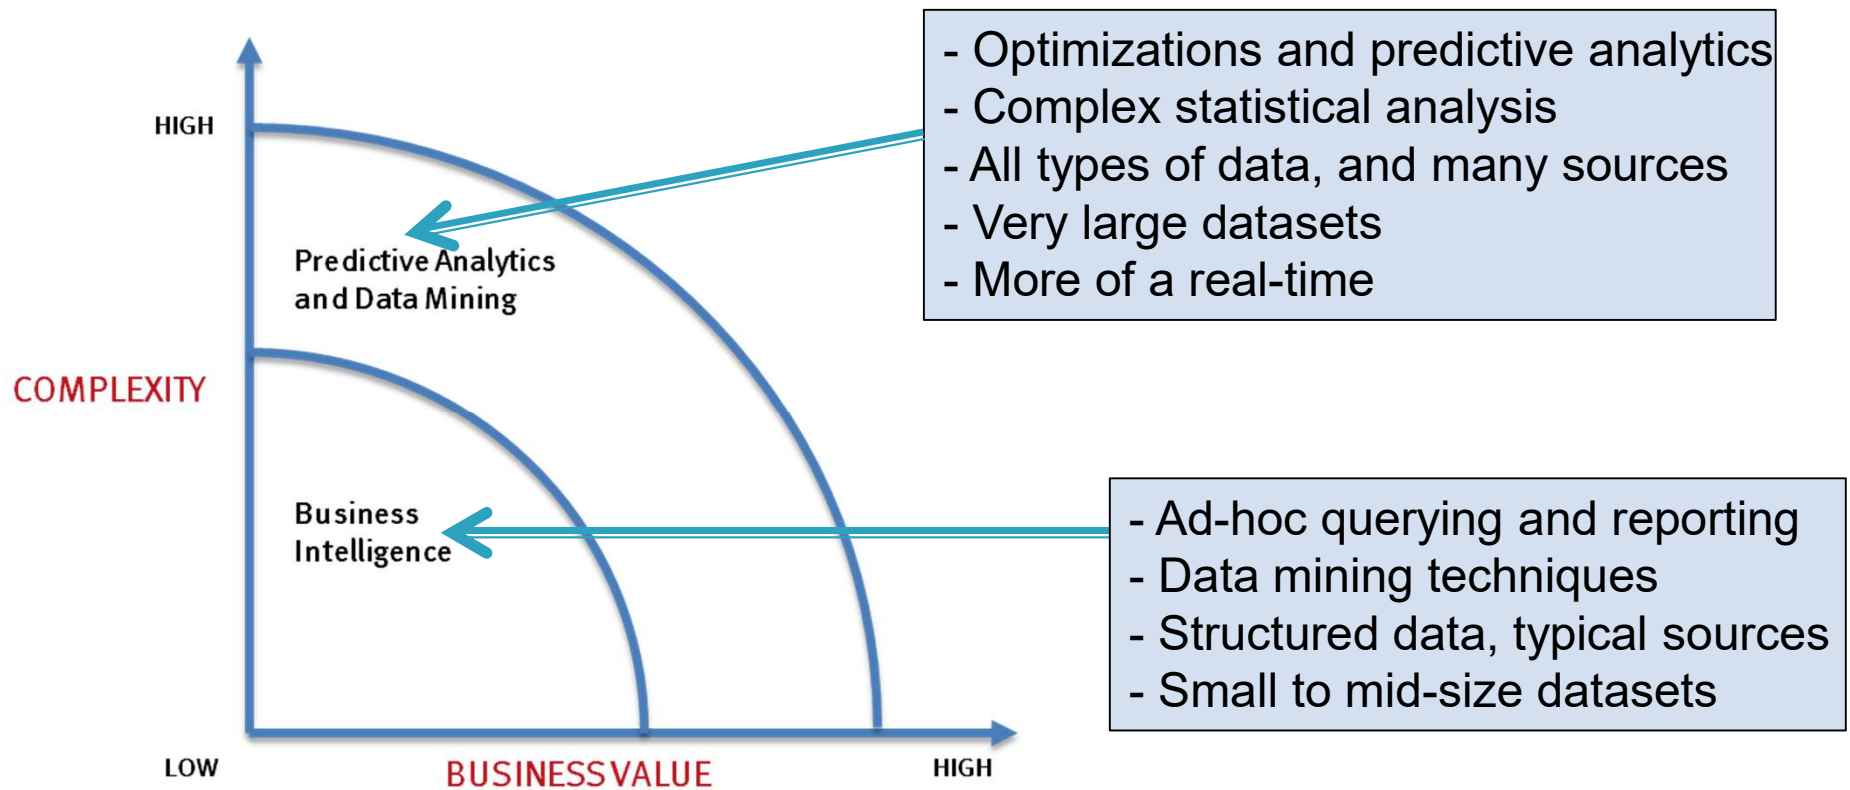 - Optimizations and predictive analytics
- Complex statistical analysis
- All types of data, and many sources
- Very large datasets
- More of a real-time
HIGH
Predictive Analytics
and Data Mining
COMPLEXITY
Business
Intelligence
- Ad-hoc querying and reporting
- Data mining techniques
- Structured data, typical sources
- Small to mid-size datasets
LOW
BUSINESS VALUE
HIGH